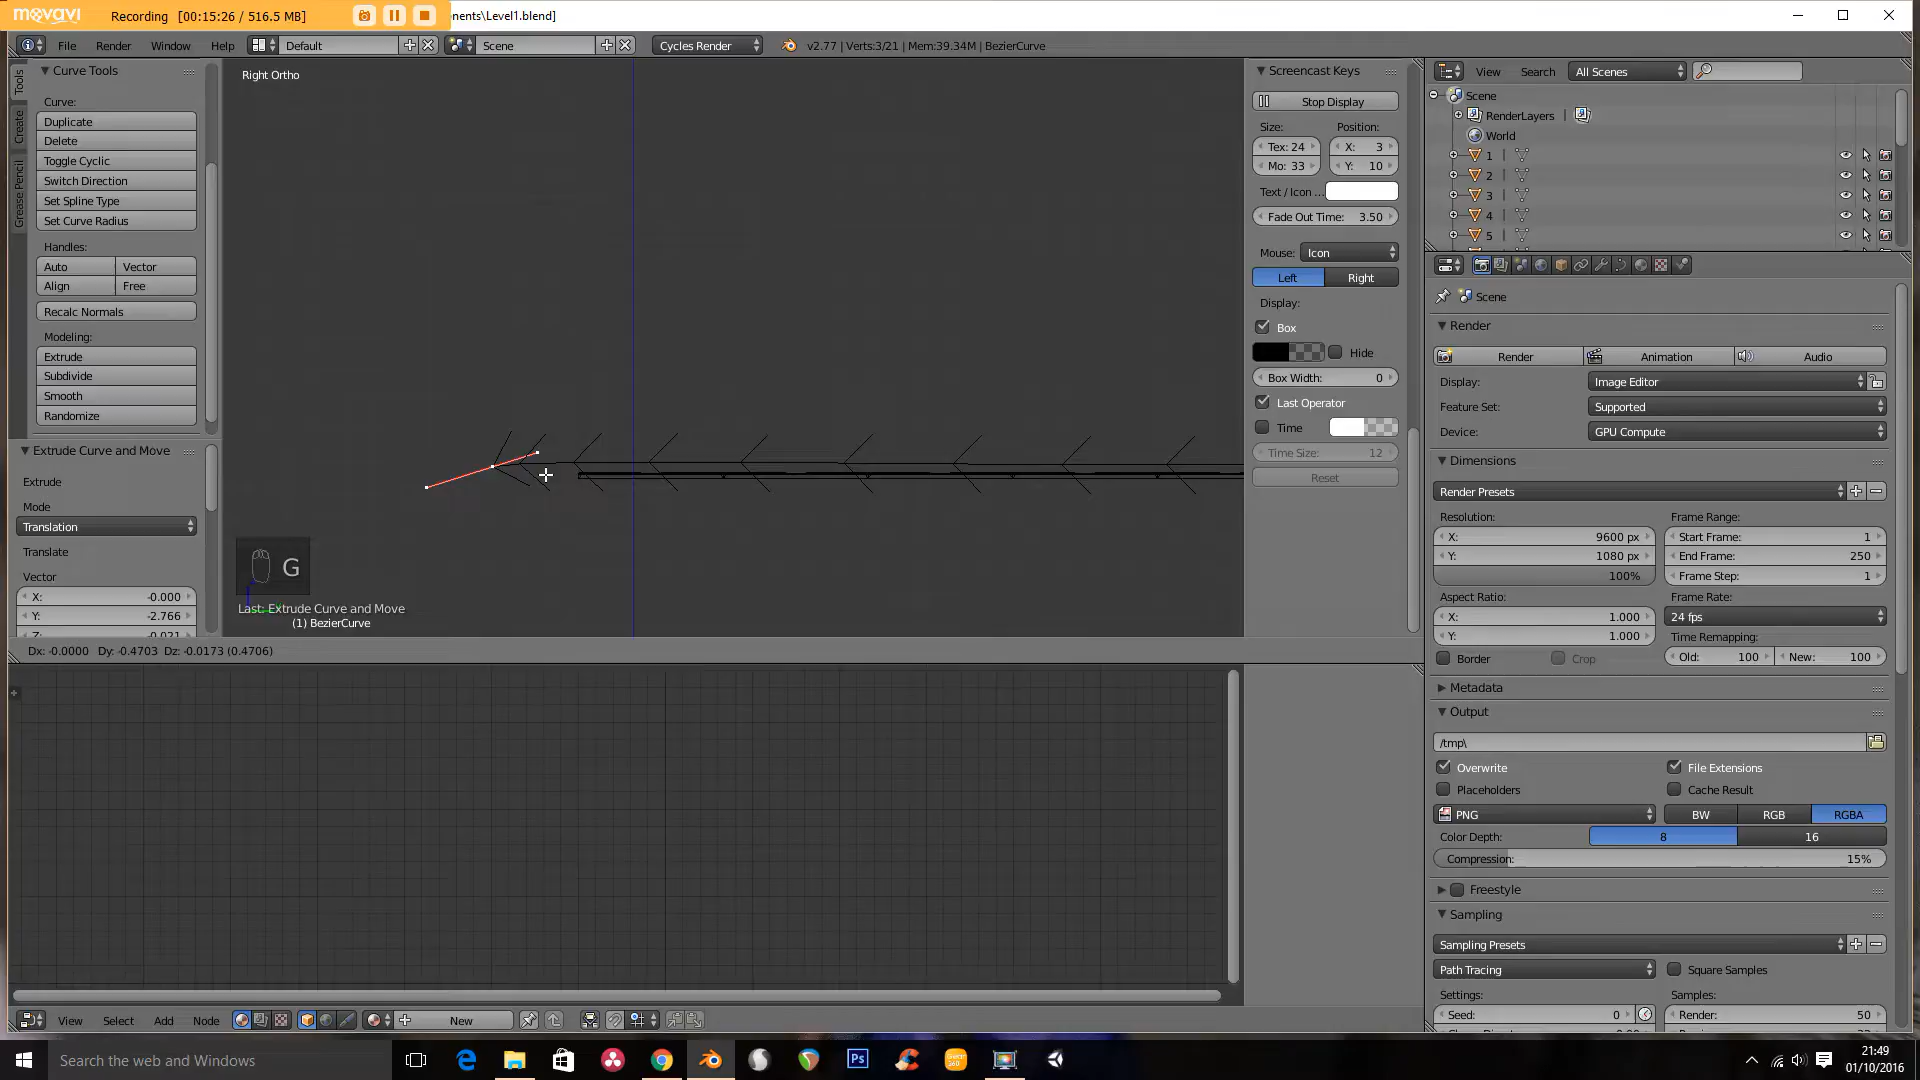 movavi Recording [00:15:26 / 516.5 MB] nents\Level1.blend]
File Render Window Help Default Scene Cycles Render v2.77 | Verts:3/21 | Mem:39.34M | BezierCurve
Tools
Create
Grease Pencil
Curve Tools
Curve:
Duplicate
Delete
Toggle Cyclic
Switch Direction
Set Spline Type
Set Curve Radius
Handles:
Auto Vector
Align Free
Recalc Normals
Modeling:
Extrude
Subdivide
Smooth
Randomize
Extrude Curve and Move
Extrude
Mode
Translation
Translate
Vector
X: -0.000
Y: -2.766
Z: -0.021
Right Ortho
G
Last: Extrude Curve and Move
(1) BezierCurve
Dx: -0.0000 Dy: -0.4703 Dz: -0.0173 (0.4706)
Screencast Keys
Stop Display
Size: Position:
Tex: 24 X: 3
Mo: 33 Y: 10
Text / Icon ...
Fade Out Time: 3.50
Mouse: Icon
Left Right
Display:
Box
Hide
Box Width: 0
Last Operator
Time
Time Size: 12
Reset
View Search All Scenes
Scene
RenderLayers
World
1
2
3
4
5
Scene
Render
Render Animation Audio
Display: Image Editor
Feature Set: Supported
Device: GPU Compute
Dimensions
Render Presets
Resolution: Frame Range:
X: 9600 px Start Frame: 1
Y: 1080 px End Frame: 250
100% Frame Step: 1
Aspect Ratio: Frame Rate:
X: 1.000 24 fps
Y: 1.000 Time Remapping:
Border Crop Old: 100 New: 100
Metadata
Output
/tmp\
Overwrite File Extensions
Placeholders Cache Result
PNG BW RGB RGBA
Color Depth: 8 16
Compression: 15%
Freestyle
Sampling
Sampling Presets
Path Tracing Square Samples
Settings: Samples:
Seed: 0 Render: 50
View Select Add Node New
Search the web and Windows
Ps
21:49
01/10/2016